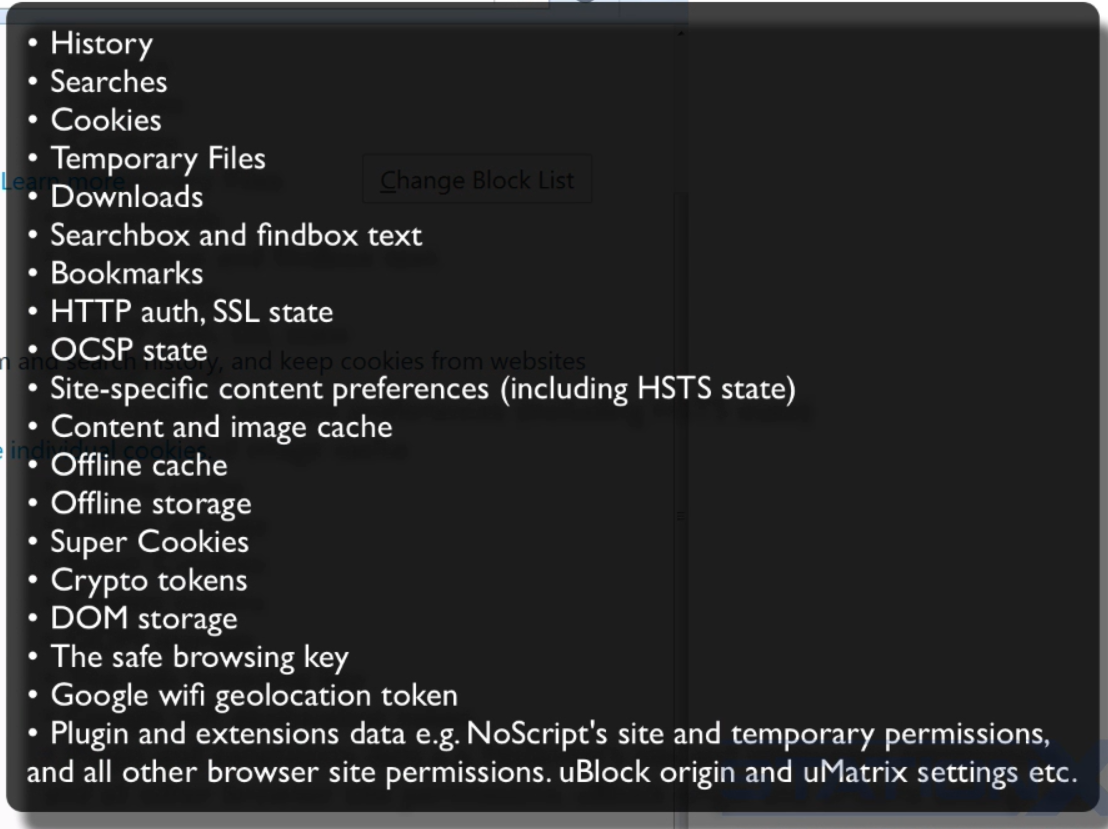 • History
• Searches
• Cookies
• Temporary Files
Learn more
Change Block List
• Downloads
• Searchbox and findbox text
• Bookmarks
• HTTP auth, SSL state
• OCSP state
and search history, and keep cookies from websites
• Site-specific content preferences (including HSTS state)
• Content and image cache
individual cookies
• Offline cache
• Offline storage
• Super Cookies
• Crypto tokens
• DOM storage
• The safe browsing key
• Google wifi geolocation token
• Plugin and extensions data e.g. NoScript's site and temporary permissions,
and all other browser site permissions. uBlock origin and uMatrix settings etc.